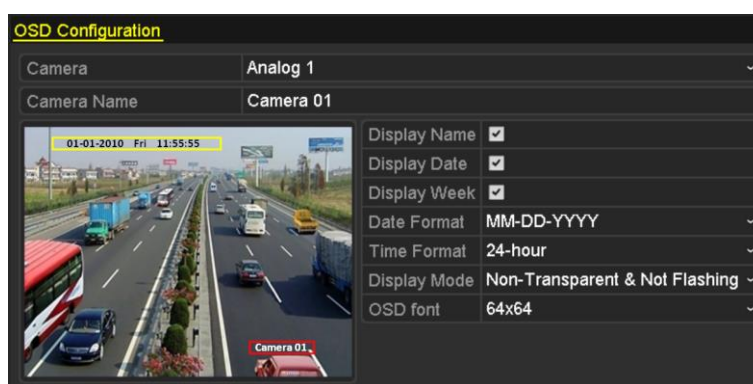 OSD Configuration
Camera Analog 1
Camera Name Camera 01
01-01-2010 Fri 11:55:55
Camera 01
Display Name
Display Date
Display Week
Date Format MM-DD-YYYY
Time Format 24-hour
Display Mode Non-Transparent & Not Flashing
OSD font 64x64